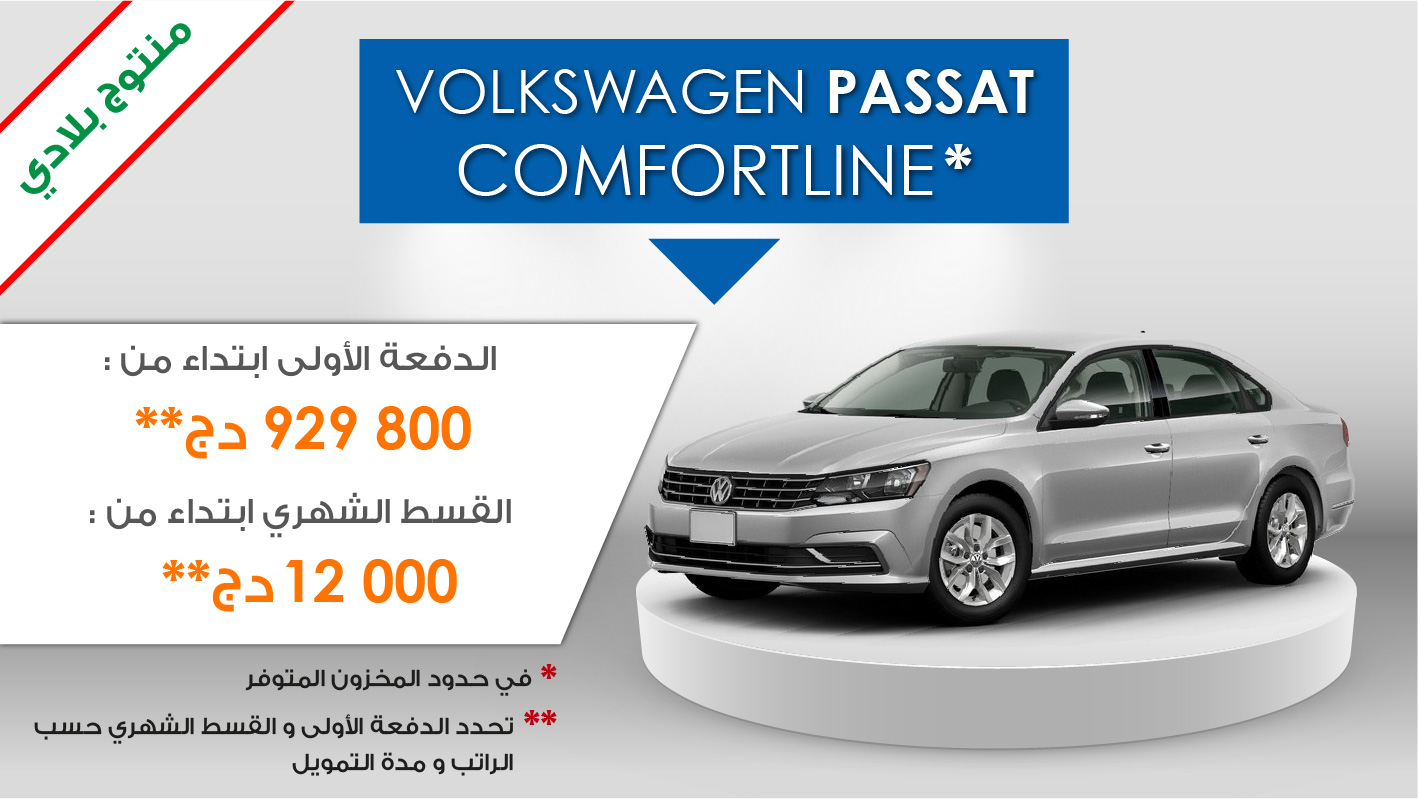 منتوج بلادي
VOLKSWAGEN PASSAT
COMFORTLINE*
الدفعة الأولى ابتداء من :
929 800 دج**
القسط الشهري ابتداء من :
12 000 دج**
* في حدود المخزون المتوفر
** تحدد الدفعة الأولى و القسط الشهري حسب
الراتب و مدة التمويل